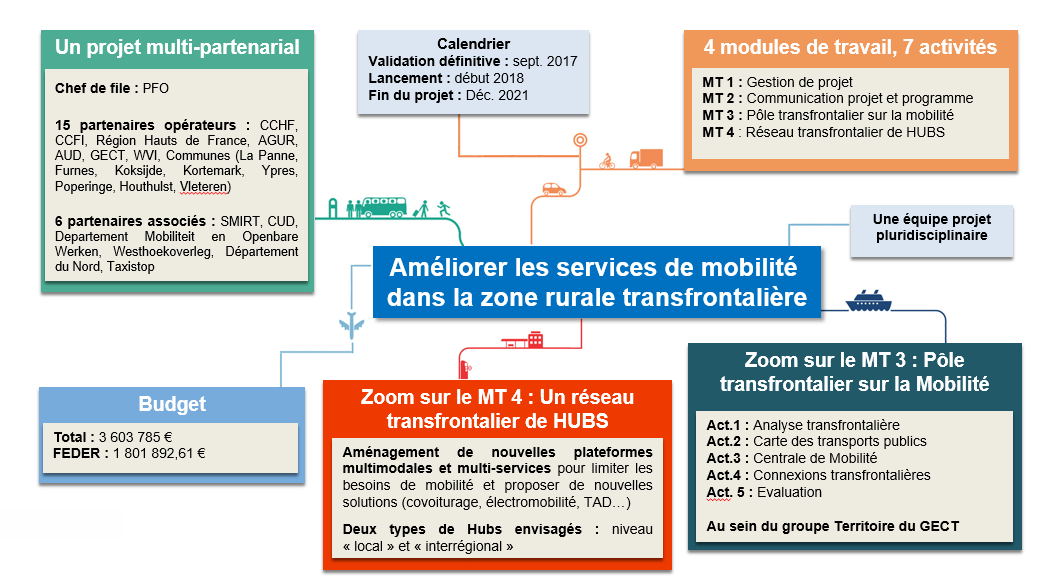 Un projet multi-partenarial
Chef de file : PFO
15 partenaires opérateurs : CCHF,
CCFI, Région Hauts de France, AGUR,
AUD, GECT, WVI, Communes (La Panne,
Furnes, Koksijde, Kortemark, Ypres,
Poperinge, Houthulst, Vleteren)
6 partenaires associés : SMIRT, CUD,
Departement Mobiliteit en Openbare
Werken, Westhoekoverleg, Département
du Nord, Taxistop
Calendrier
Validation définitive : sept. 2017
Lancement : début 2018
Fin du projet : Déc. 2021
4 modules de travail, 7 activités
MT 1 : Gestion de projet
MT 2 : Communication projet et programme
MT 3 : Pôle transfrontalier sur la mobilité
MT 4 : Réseau transfrontalier de HUBS
Une équipe projet
pluridisciplinaire
Améliorer les services de mobilité
dans la zone rurale transfrontalière
Budget
Total : 3 603 785 €
FEDER : 1 801 892,61 €
Zoom sur le MT 4 : Un réseau
transfrontalier de HUBS
Aménagement de nouvelles plateformes
multimodales et multi-services pour limiter les
besoins de mobilité et proposer de nouvelles
solutions (covoiturage, électromobilité, TAD…)
Deux types de Hubs envisagés : niveau
« local » et « interrégional »
Zoom sur le MT 3 : Pôle
transfrontalier sur la Mobilité
Act.1 : Analyse transfrontalière
Act.2 : Carte des transports publics
Act.3 : Centrale de Mobilité
Act.4 : Connexions transfrontalières
Act. 5 : Evaluation
Au sein du groupe Territoire du GECT